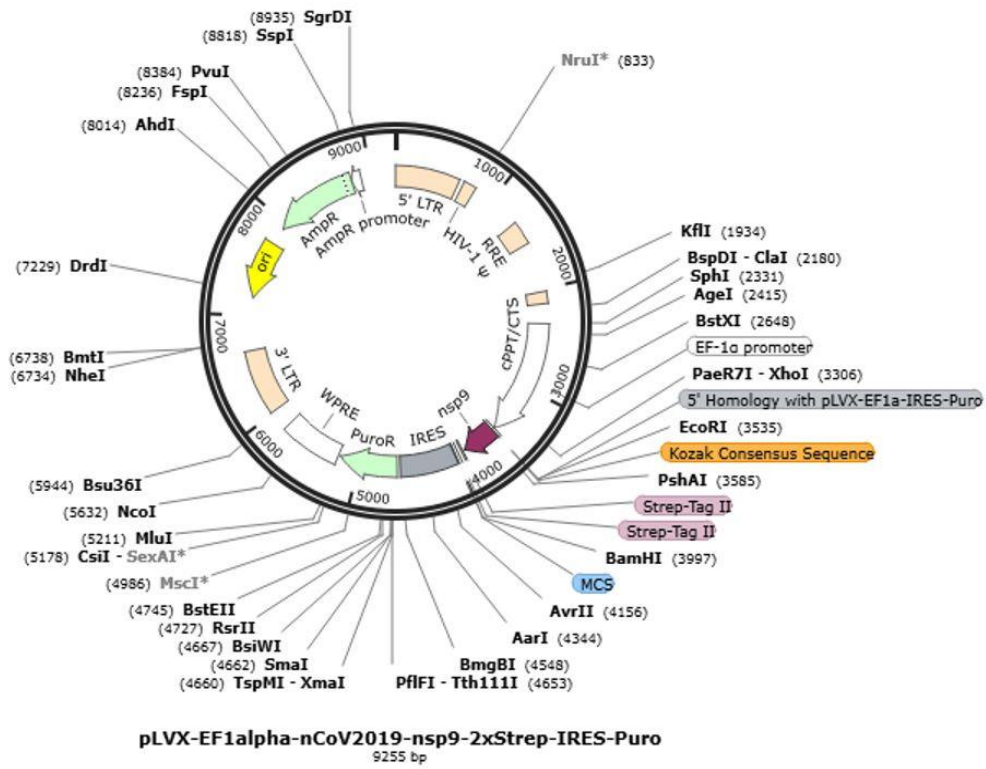 (8935) SgrDI
(8818) SspI
(8384) PvuI
(8236) FspI
(8014) AhdI
(7229) DrdI
(6738) BmtI
(6734) NheI
(5944) Bsu36I
(5632) NcoI
(5211) MluI
(5178) CsiI - SexAI*
(4986) MscI*
(4745) BstEII
(4727) RsrII
(4667) BsiWI
(4662) SmaI
(4660) TspMI - XmaI
NruI* (833)
KflI (1934)
BspDI - ClaI (2180)
SphI (2331)
AgeI (2415)
BstXI (2648)
EF-1α promoter
PaeR7I - XhoI (3306)
5' Homology with pLVX-EF1a-IRES-Puro
EcoRI (3535)
Kozak Consensus Sequence
PshAI (3585)
Strep-Tag II
Strep-Tag II
BamHI (3997)
MCS
AvrII (4156)
AarI (4344)
BmgBI (4548)
PflFI - Tth111I (4653)
1000
2000
3000
4000
5000
6000
7000
8000
9000
5' LTR
HIV-1 Ψ
RRE
cPPT/CTS
nsp9
IRES
PuroR
WPRE
3' LTR
ori
AmpR
AmpR promoter
pLVX-EF1alpha-nCoV2019-nsp9-2xStrep-IRES-Puro
9255 bp